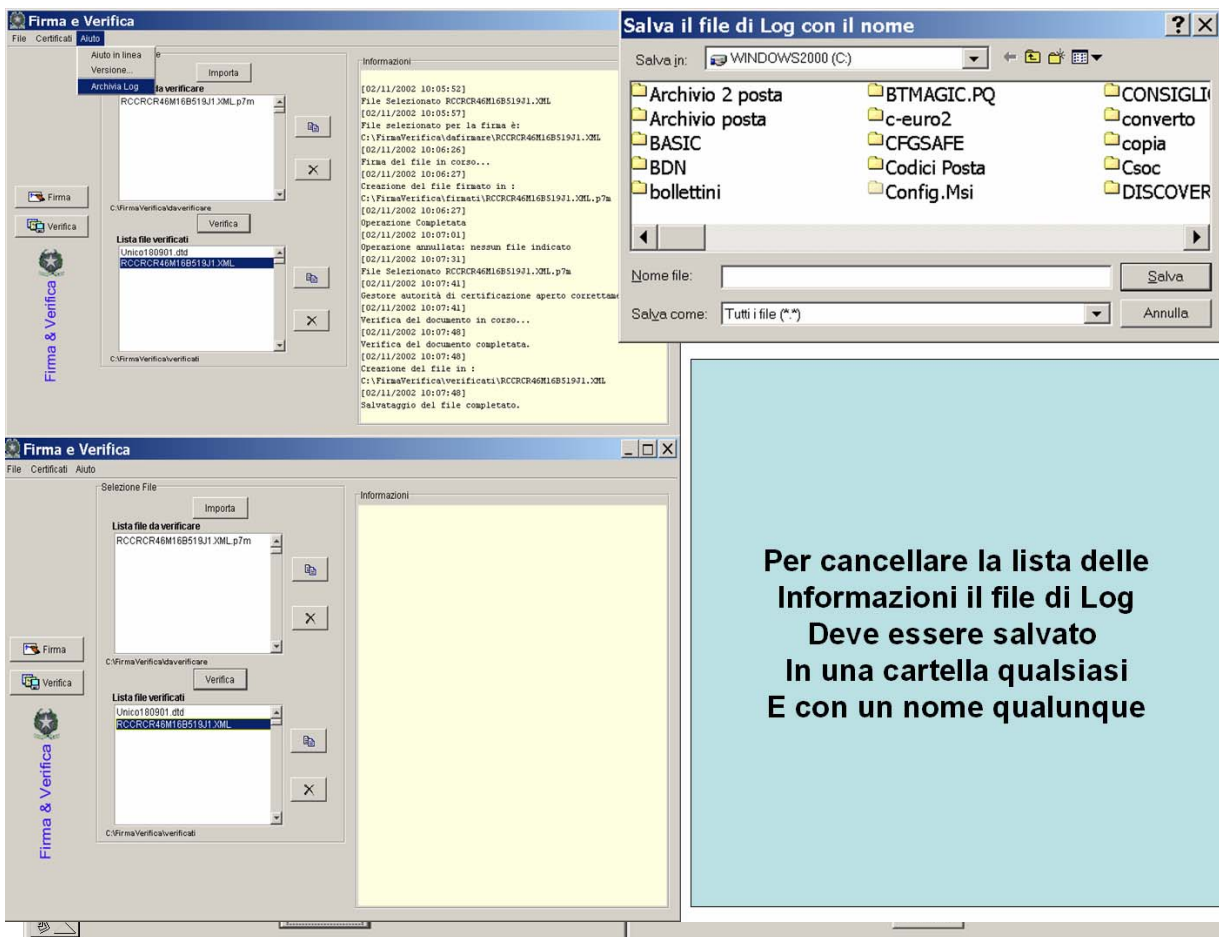 Firma e Verifica
File Certificati Aiuto
Aiuto in linea
Versione...
Archivia Log
Importa
da verificare
RCCRCR46M16B519J1.XML.p7m
Firma
Verifica
C:\FirmaVerifica\daverificare
Verifica
Lista file verificati
Unico180901.dtd
RCCRCR46M16B519J1.XML
C:\FirmaVerifica\verificati
Firma & Verifica
Informazioni
[02/11/2002 10:05:52]
File Selezionato RCCRCR46M16B519J1.XML
[02/11/2002 10:05:57]
File selezionato per la firma è:
C:\FirmaVerifica\dafirmare\RCCRCR46M16B519J1.XML
[02/11/2002 10:06:26]
Firma del file in corso...
[02/11/2002 10:06:27]
Creazione del file firmato in :
C:\FirmaVerifica\firmati\RCCRCR46M16B519J1.XML.p7m
[02/11/2002 10:06:27]
Operazione Completata
[02/11/2002 10:07:01]
Operazione annullata: nessun file indicato
[02/11/2002 10:07:31]
File Selezionato RCCRCR46M16B519J1.XML.p7m
[02/11/2002 10:07:41]
Gestore autorità di certificazione aperto correttame
[02/11/2002 10:07:41]
Verifica del documento in corso...
[02/11/2002 10:07:48]
Verifica del documento completata.
[02/11/2002 10:07:48]
Creazione del file in :
C:\FirmaVerifica\verificati\RCCRCR46M16B519J1.XML
[02/11/2002 10:07:48]
Salvataggio del file completato.
Salva il file di Log con il nome
Salva in: WINDOWS2000 (C:)
Archivio 2 posta BTMAGIC.PQ CONSIGLI
Archivio posta c-euro2 converto
BASIC CFGSAFE copia
BDN Codici Posta Csoc
bollettini Config.Msi DISCOVER
Nome file: Salva
Salva come: Tutti i file (*.*) Annulla
Firma e Verifica
File Certificati Aiuto
Selezione File
Importa
Lista file da verificare
RCCRCR46M16B519J1.XML.p7m
Firma
Verifica
C:\FirmaVerifica\daverificare
Verifica
Lista file verificati
Unico180901.dtd
RCCRCR46M16B519J1.XML
C:\FirmaVerifica\verificati
Firma & Verifica
Informazioni
Per cancellare la lista delle
Informazioni il file di Log
Deve essere salvato
In una cartella qualsiasi
E con un nome qualunque